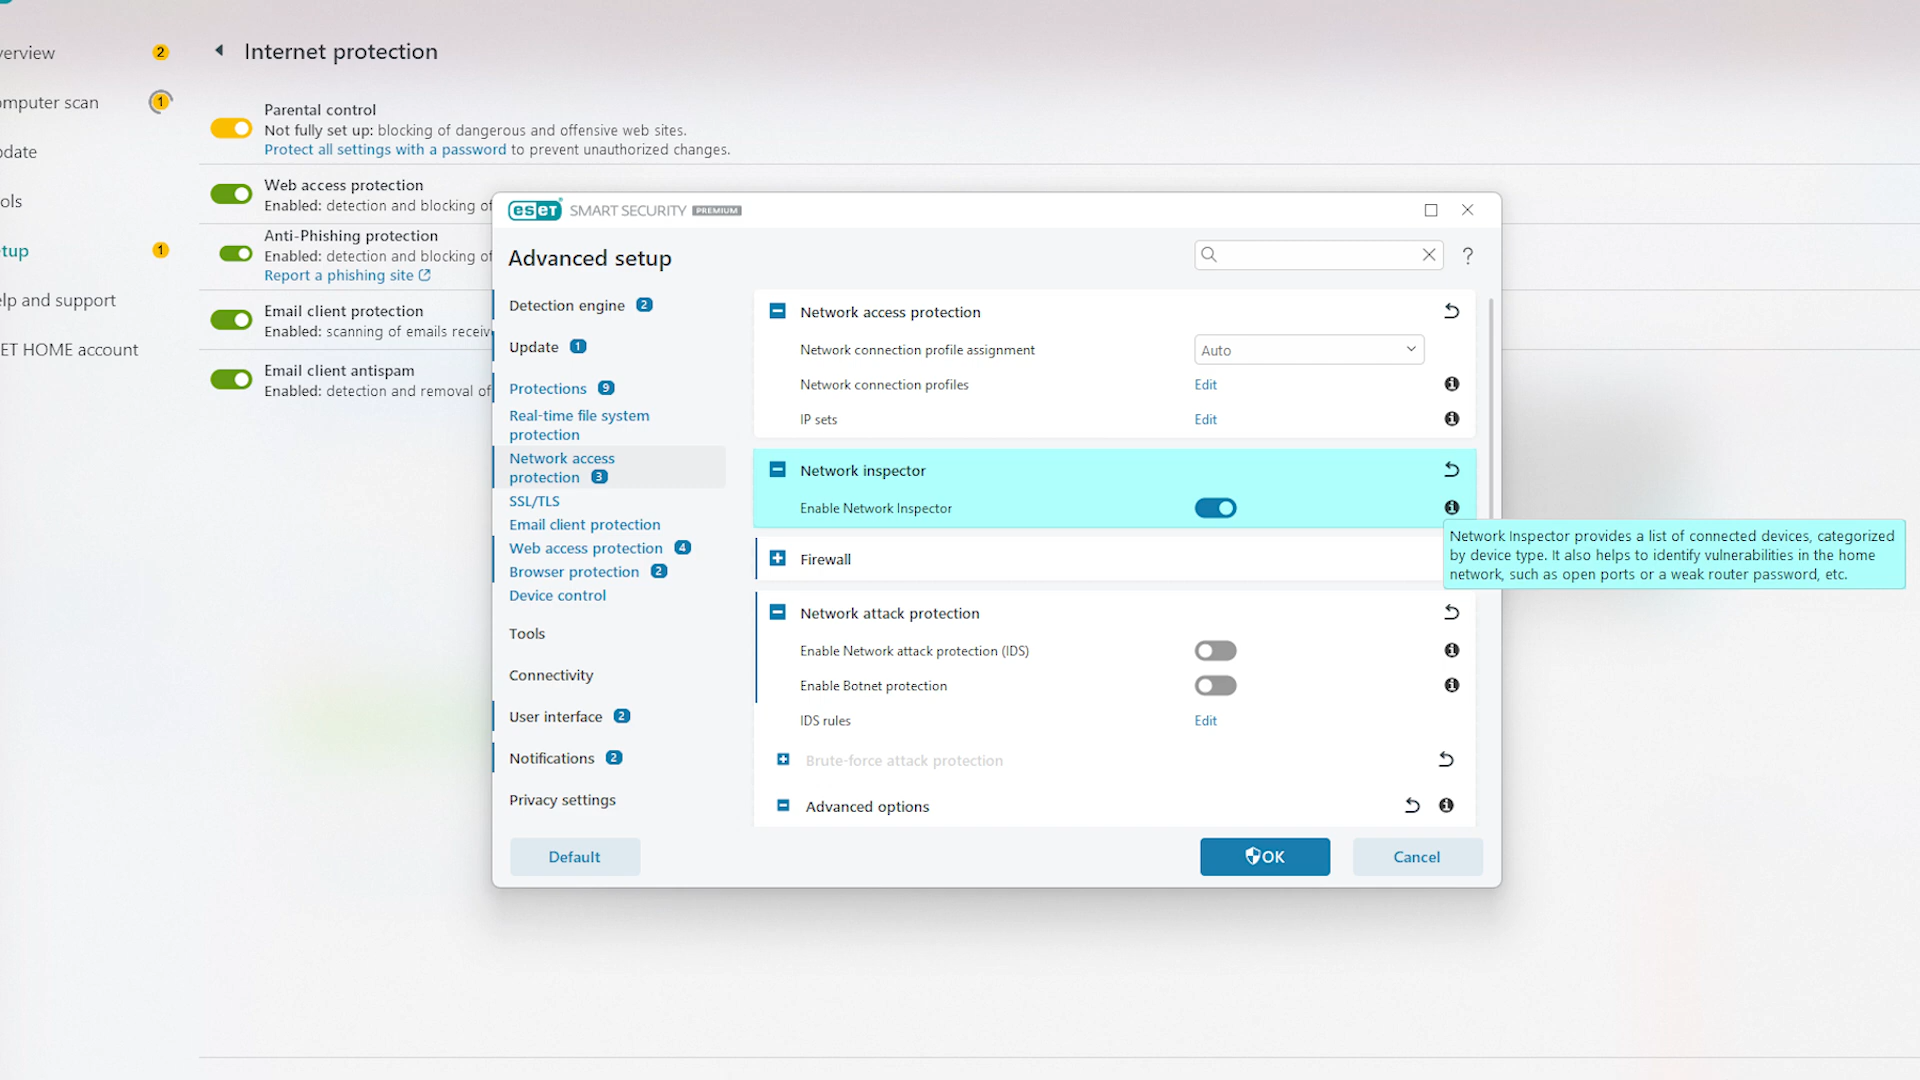 verview 2
omputer scan 1
pdate
ols
etup 1
elp and support
ET HOME account
Internet protection
Parental control
Not fully set up: blocking of dangerous and offensive web sites.
Protect all settings with a password to prevent unauthorized changes.
Web access protection
Enabled: detection and blocking of
Anti-Phishing protection
Enabled: detection and blocking of
Report a phishing site
Email client protection
Enabled: scanning of emails receiv
Email client antispam
Enabled: detection and removal of
eset SMART SECURITY PREMIUM
Advanced setup
?
Detection engine 2
Update 1
Protections 9
Real-time file system
protection
Network access
protection 3
SSL/TLS
Email client protection
Web access protection 4
Browser protection 2
Device control
Tools
Connectivity
User interface 2
Notifications 2
Privacy settings
Network access protection
Network connection profile assignment Auto
Network connection profiles Edit
IP sets Edit
Network inspector
Enable Network Inspector
Network Inspector provides a list of connected devices, categorized
by device type. It also helps to identify vulnerabilities in the home
network, such as open ports or a weak router password, etc.
Firewall
Network attack protection
Enable Network attack protection (IDS)
Enable Botnet protection
IDS rules Edit
Brute-force attack protection
Advanced options
Default
OK
Cancel